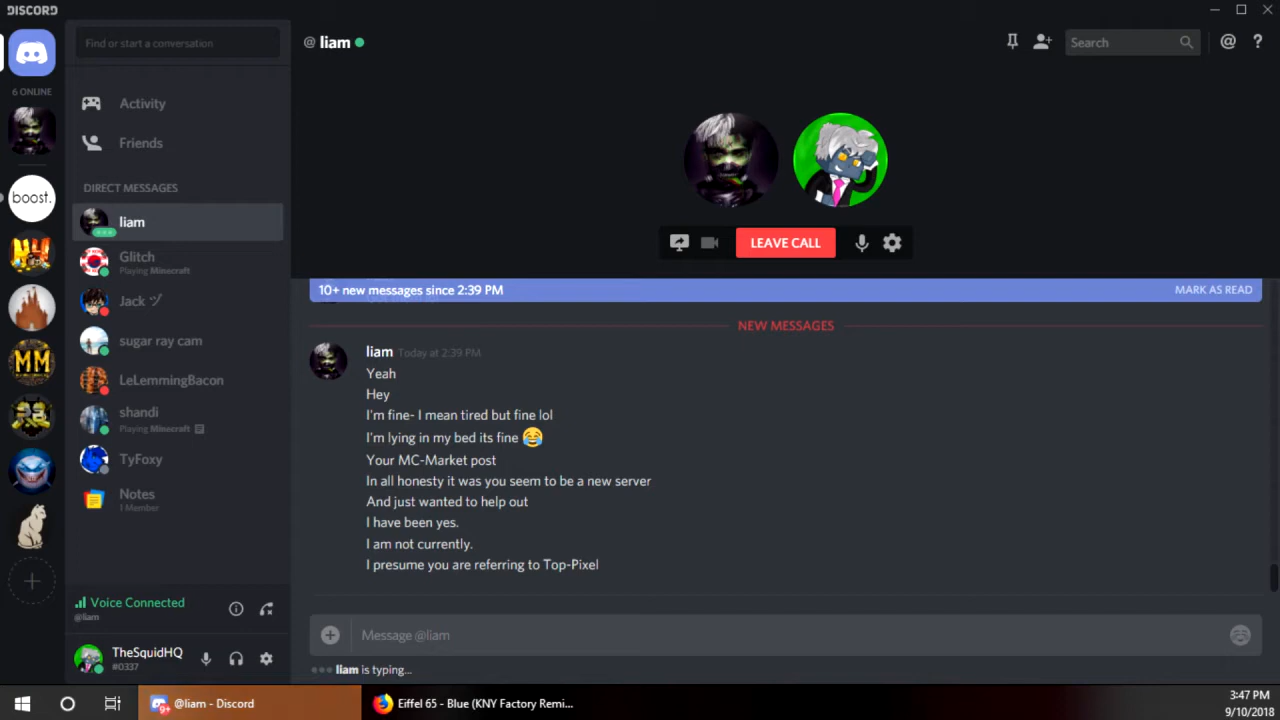 DISCORD
Find or start a conversation
@ liam
Search
6 ONLINE
Activity
Friends
DIRECT MESSAGES
boost.
liam
Glitch
Playing Minecraft
Jack ヅ
sugar ray cam
MM
LeLemmingBacon
shandi
Playing Minecraft
TyFoxy
Notes
1 Member
LEAVE CALL
10+ new messages since 2:39 PM
MARK AS READ
NEW MESSAGES
liam Today at 2:39 PM
Yeah
Hey
I'm fine- I mean tired but fine lol
I'm lying in my bed its fine 😂
Your MC-Market post
In all honesty it was you seem to be a new server
And just wanted to help out
I have been yes.
I am not currently.
I presume you are referring to Top-Pixel
Voice Connected
@liam
TheSquidHQ
#0337
Message @liam
liam is typing...
@liam - Discord
9+
Eiffel 65 - Blue (KNY Factory Remi...
3:47 PM
9/10/2018